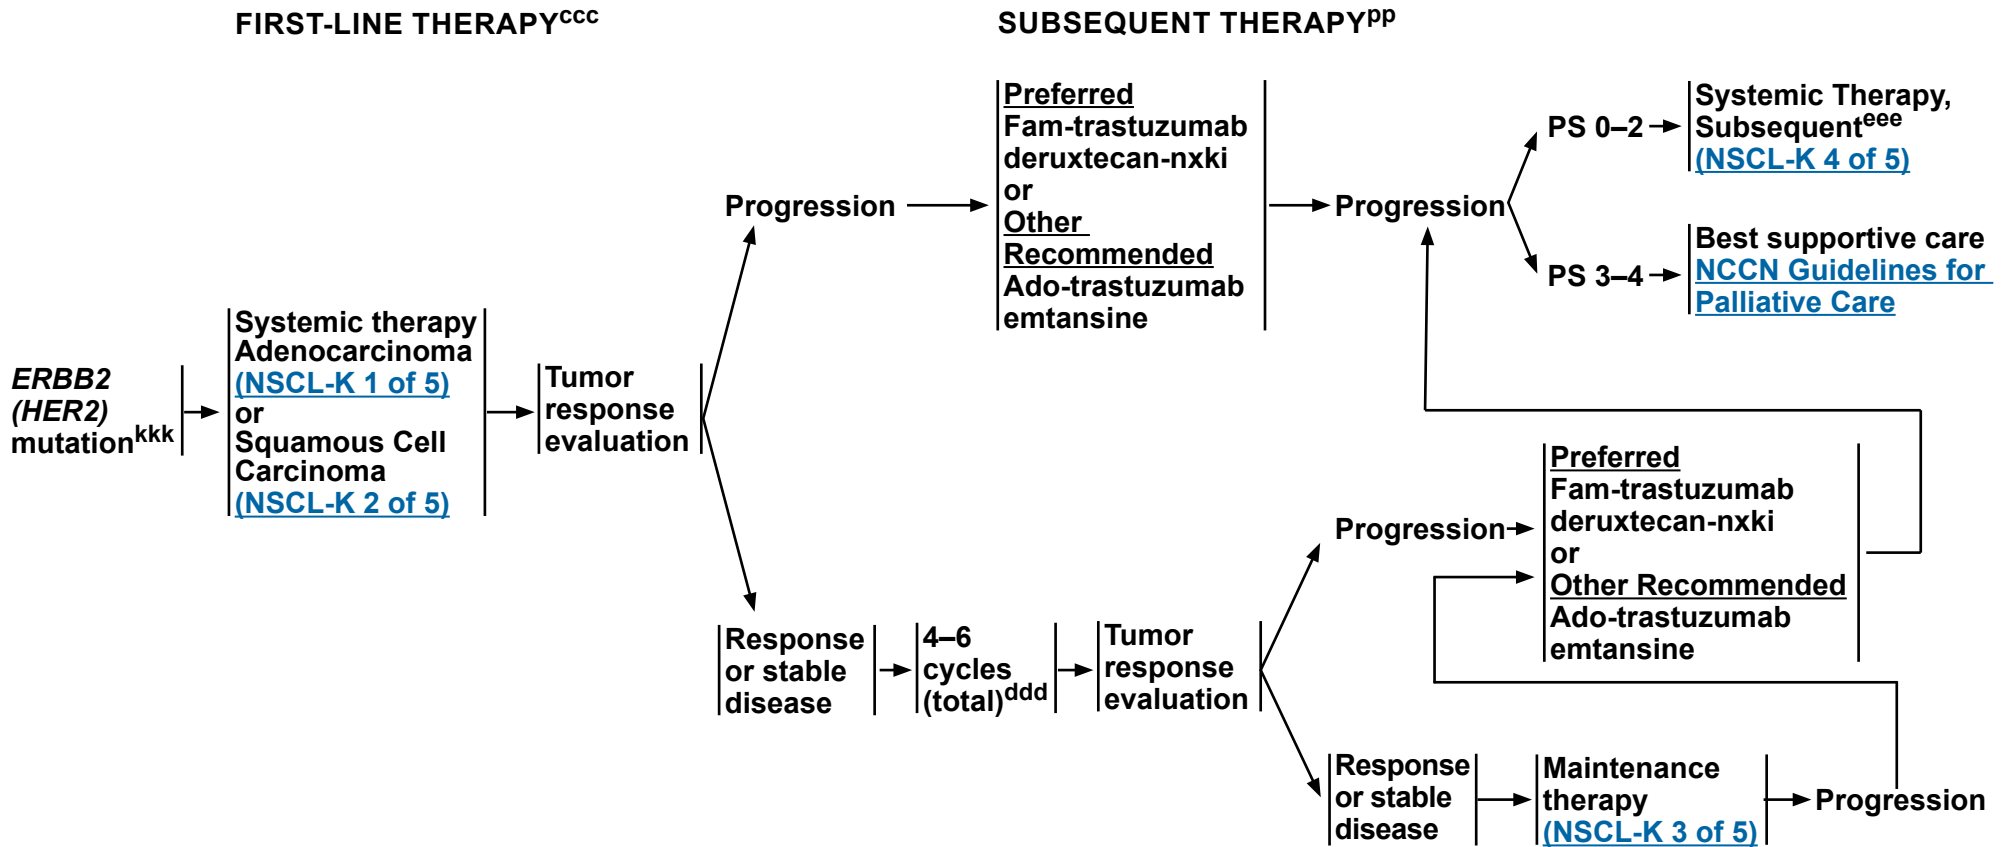 FIRST-LINE THERAPYccc
SUBSEQUENT THERAPYpp
ERBB2
(HER2)
mutationkkk
Systemic therapy
Adenocarcinoma
(NSCL-K 1 of 5)
or
Squamous Cell
Carcinoma
(NSCL-K 2 of 5)
Tumor
response
evaluation
Progression
Preferred
Fam-trastuzumab
deruxtecan-nxki
or
Other
Recommended
Ado-trastuzumab
emtansine
Progression
PS 0–2
Systemic Therapy,
Subsequenteee
(NSCL-K 4 of 5)
PS 3–4
Best supportive care
NCCN Guidelines for
Palliative Care
Response
or stable
disease
4–6
cycles
(total)ddd
Tumor
response
evaluation
Progression
Preferred
Fam-trastuzumab
deruxtecan-nxki
or
Other Recommended
Ado-trastuzumab
emtansine
Response
or stable
disease
Maintenance
therapy
(NSCL-K 3 of 5)
Progression